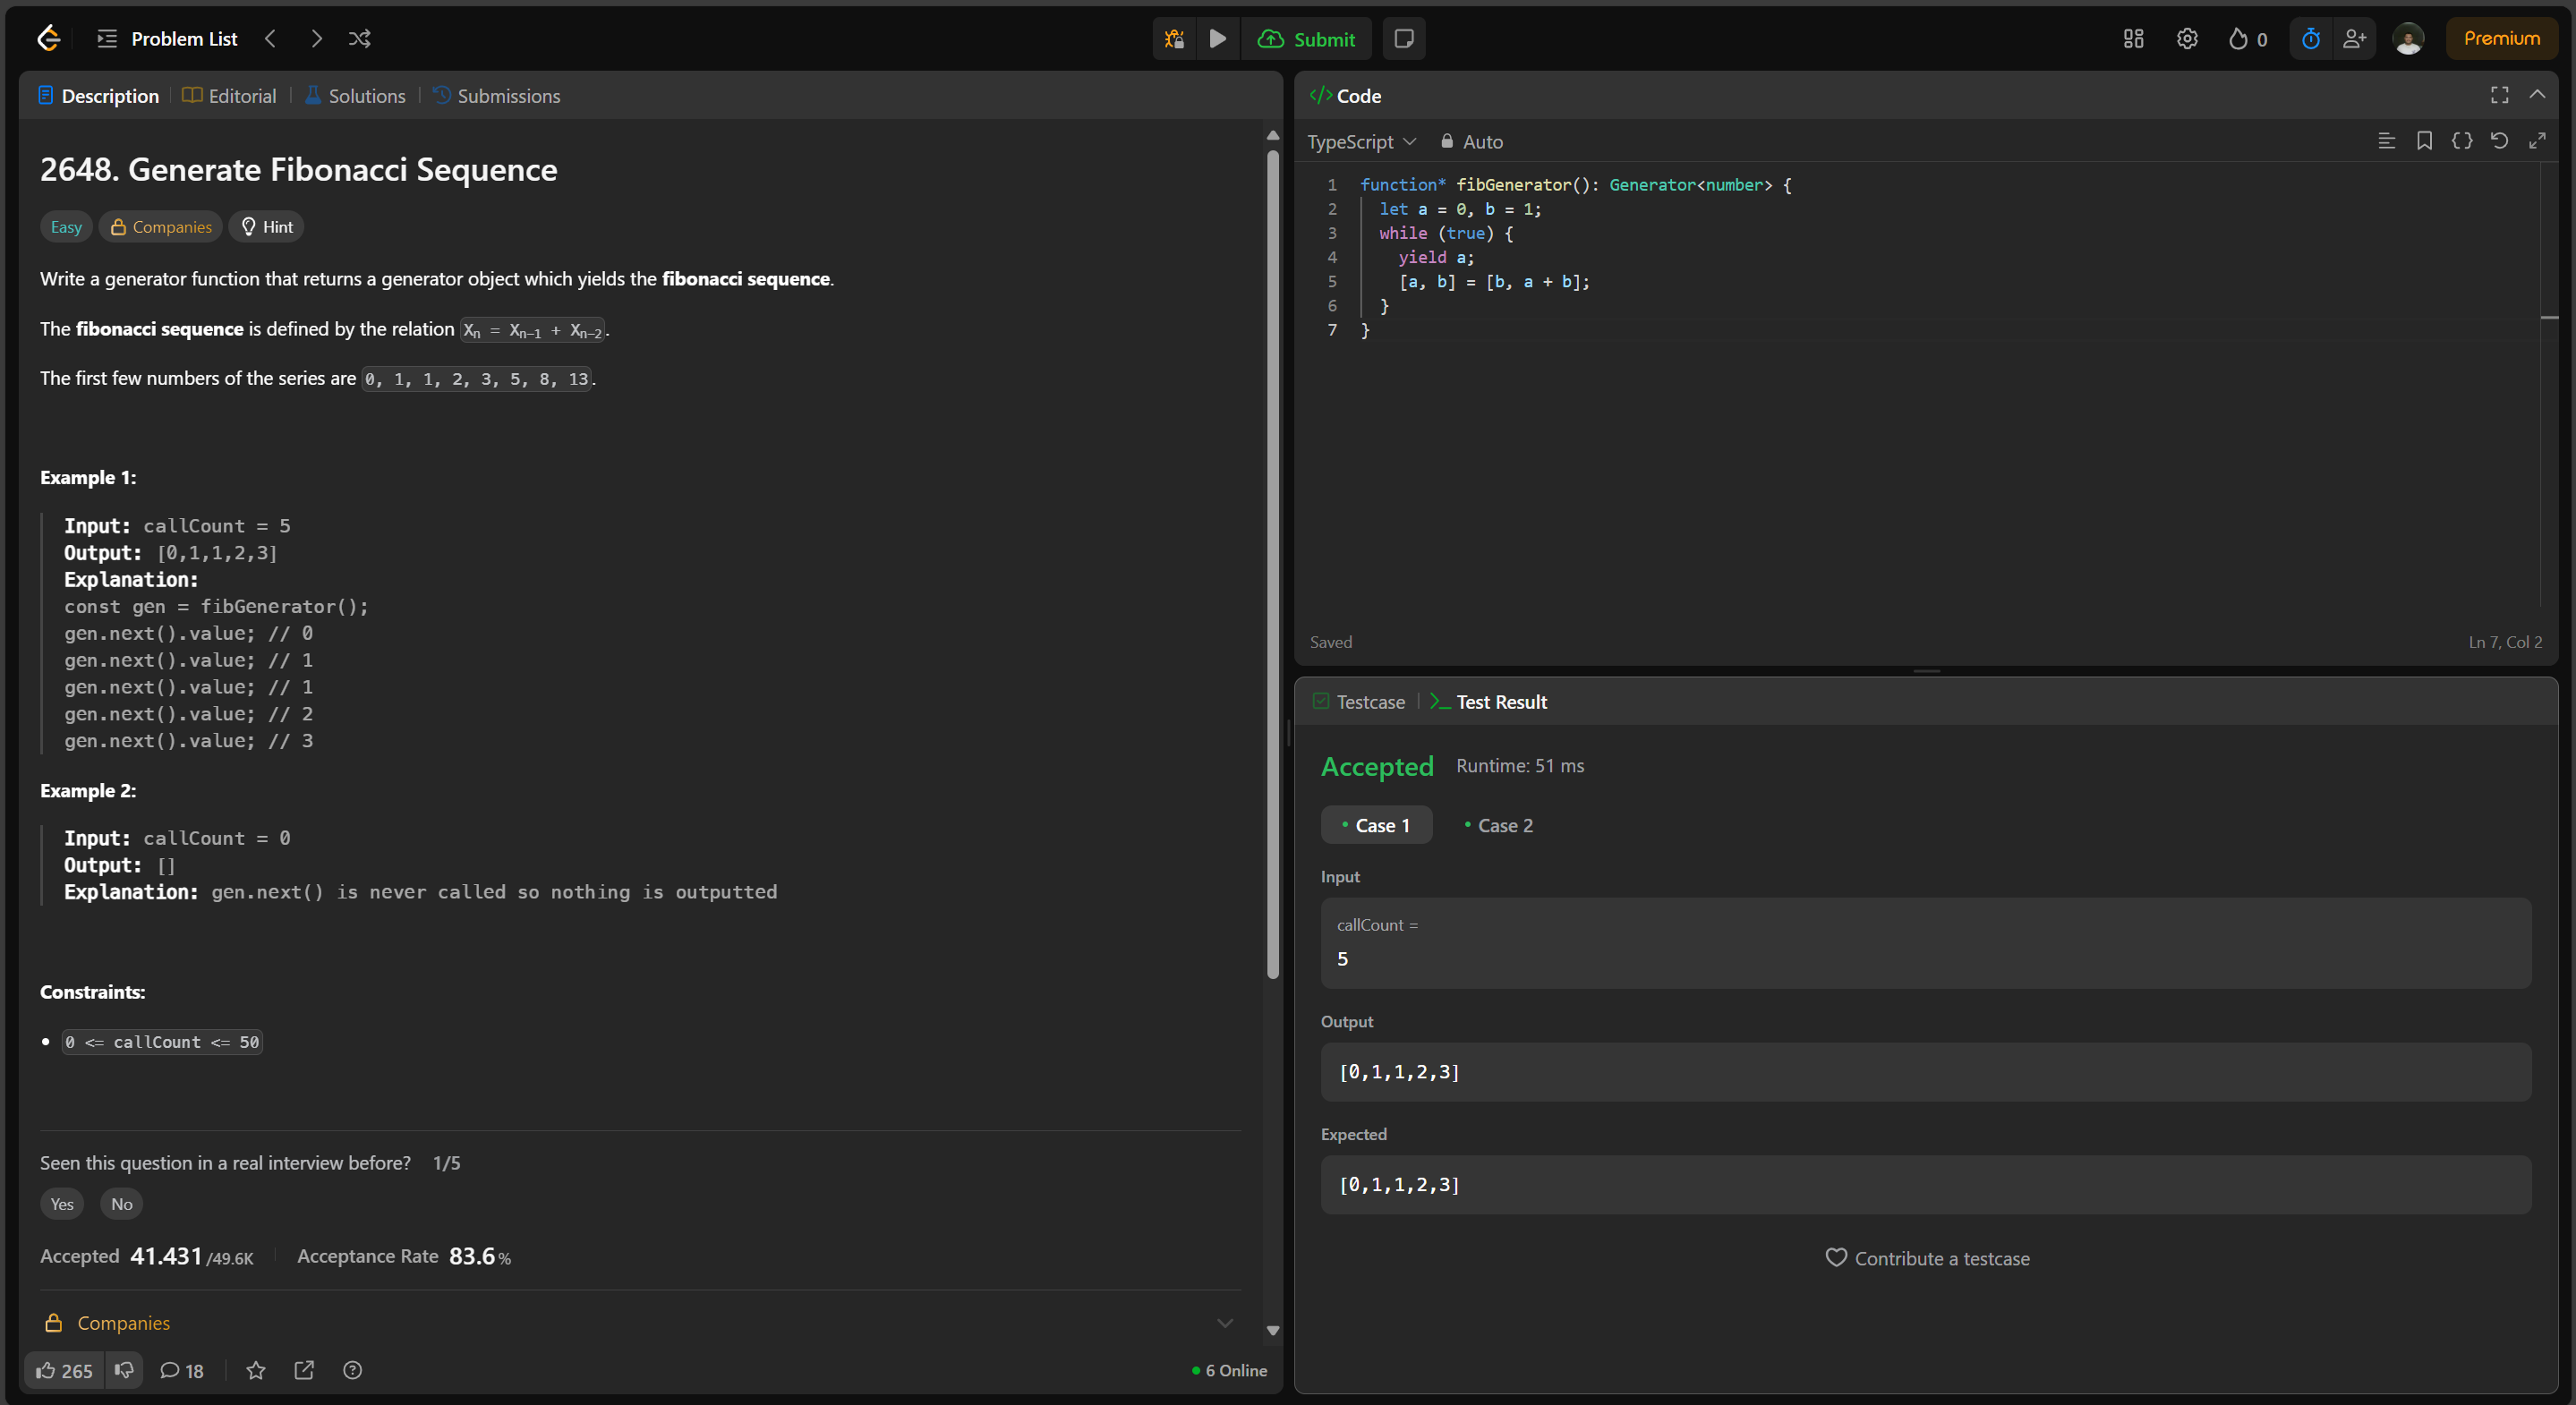 Problem List
Submit
0
Premium
Description | Editorial | Solutions | Submissions
2648. Generate Fibonacci Sequence
Easy Companies Hint
Write a generator function that returns a generator object which yields the fibonacci sequence.
The fibonacci sequence is defined by the relation Xn = Xn-1 + Xn-2.
The first few numbers of the series are 0, 1, 1, 2, 3, 5, 8, 13.
Example 1:
Input: callCount = 5
Output: [0,1,1,2,3]
Explanation:
const gen = fibGenerator();
gen.next().value; // 0
gen.next().value; // 1
gen.next().value; // 1
gen.next().value; // 2
gen.next().value; // 3
Example 2:
Input: callCount = 0
Output: []
Explanation: gen.next() is never called so nothing is outputted
Constraints:
• 0 <= callCount <= 50
Seen this question in a real interview before? 1/5
Yes No
Accepted 41.431/49.6K Acceptance Rate 83.6%
Companies
265 18 6 Online
</> Code
TypeScript Auto
1 function* fibGenerator(): Generator<number> {
2 let a = 0, b = 1;
3 while (true) {
4 yield a;
5 [a, b] = [b, a + b];
6 }
7 }
Saved Ln 7, Col 2
Testcase | >_ Test Result
Accepted Runtime: 51 ms
• Case 1 • Case 2
Input
callCount =
5
Output
[0,1,1,2,3]
Expected
[0,1,1,2,3]
Contribute a testcase